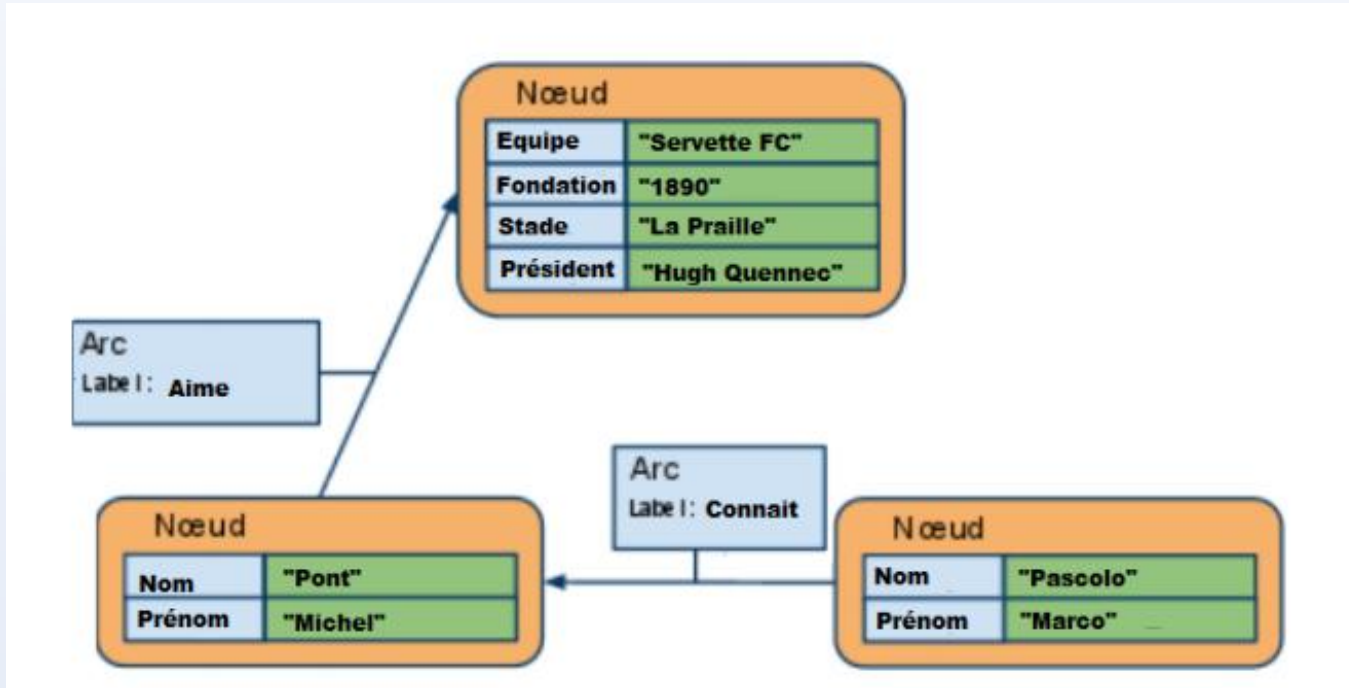 Nœud
Equipe "Servette FC"
Fondation "1890"
Stade "La Praille"
Président "Hugh Quennec"
Arc
Label: Aime
Arc
Label: Connait
Nœud
Nom "Pont"
Prénom "Michel"
Nœud
Nom "Pascolo"
Prénom "Marco"